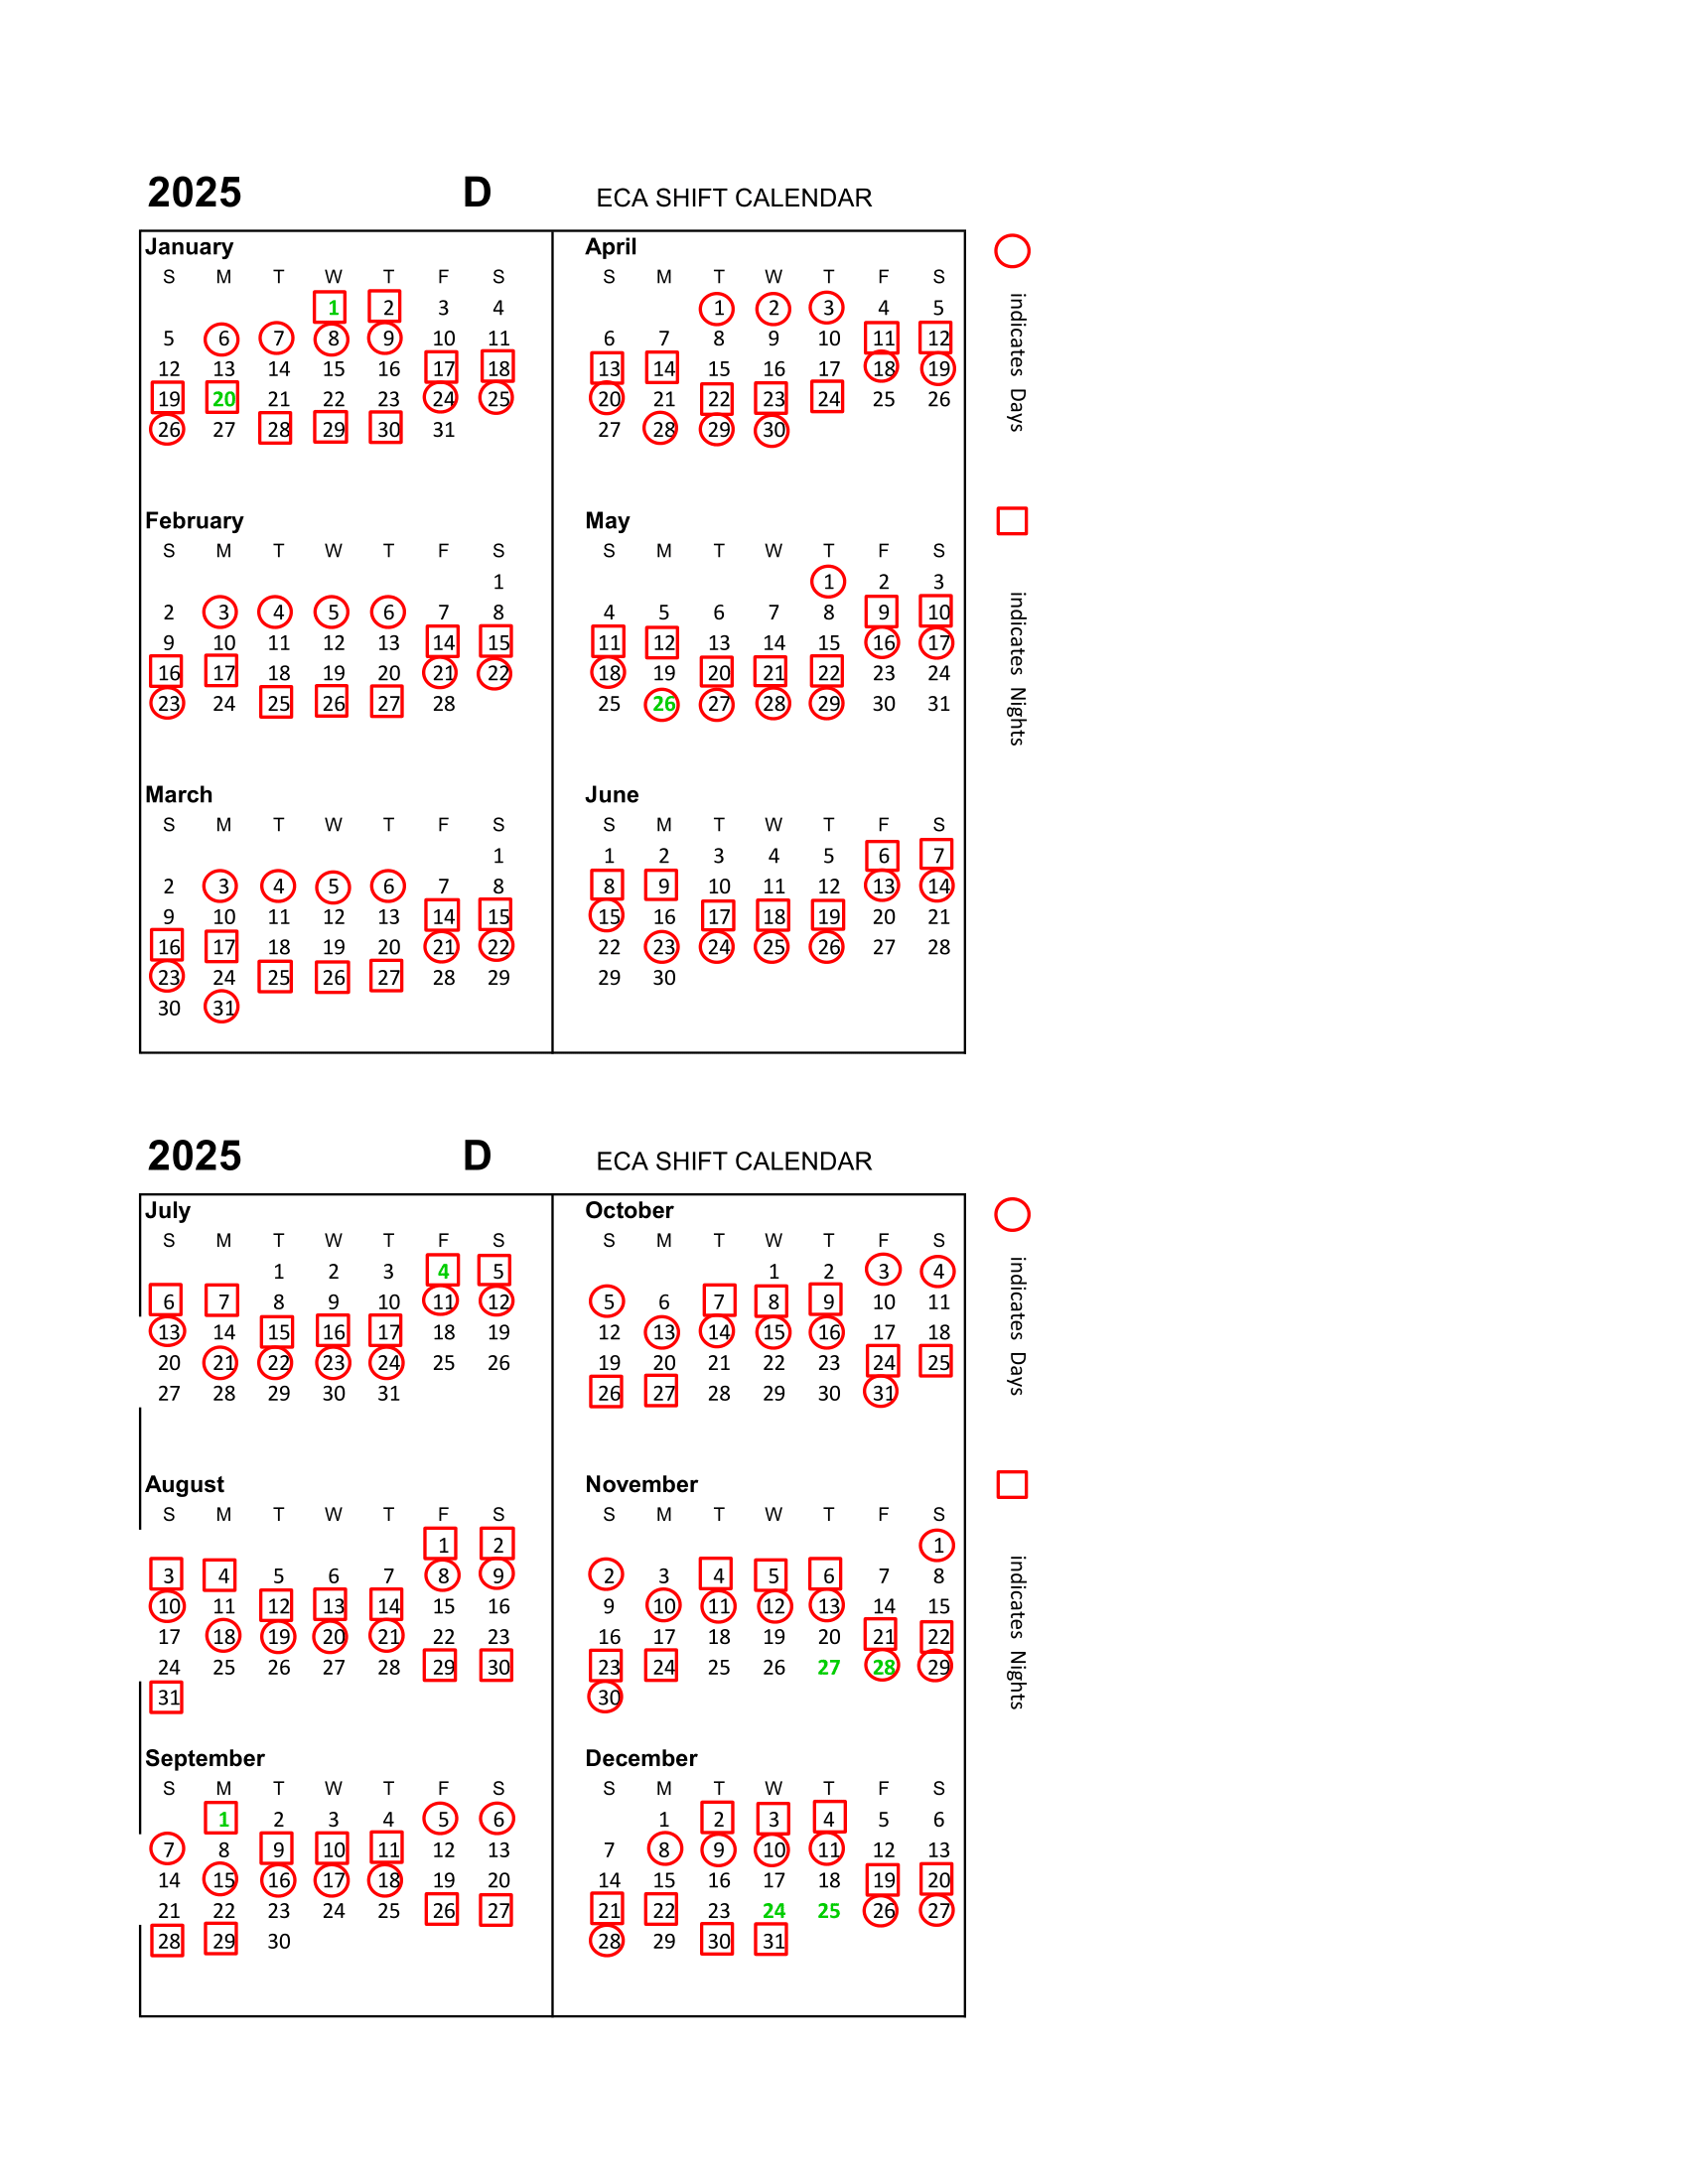 2025 D ECA SHIFT CALENDAR
January
S M T W T F S
1 2 3 4
5 6 7 8 9 10 11
12 13 14 15 16 17 18
19 20 21 22 23 24 25
26 27 28 29 30 31
February
S M T W T F S
1
2 3 4 5 6 7 8
9 10 11 12 13 14 15
16 17 18 19 20 21 22
23 24 25 26 27 28
March
S M T W T F S
1
2 3 4 5 6 7 8
9 10 11 12 13 14 15
16 17 18 19 20 21 22
23 24 25 26 27 28 29
30 31
April
S M T W T F S
1 2 3 4 5
6 7 8 9 10 11 12
13 14 15 16 17 18 19
20 21 22 23 24 25 26
27 28 29 30
May
S M T W T F S
1 2 3
4 5 6 7 8 9 10
11 12 13 14 15 16 17
18 19 20 21 22 23 24
25 26 27 28 29 30 31
June
S M T W T F S
1 2 3 4 5 6 7
8 9 10 11 12 13 14
15 16 17 18 19 20 21
22 23 24 25 26 27 28
29 30
indicates Days
indicates Nights
2025 D ECA SHIFT CALENDAR
July
S M T W T F S
1 2 3 4 5
6 7 8 9 10 11 12
13 14 15 16 17 18 19
20 21 22 23 24 25 26
27 28 29 30 31
August
S M T W T F S
1 2
3 4 5 6 7 8 9
10 11 12 13 14 15 16
17 18 19 20 21 22 23
24 25 26 27 28 29 30
31
September
S M T W T F S
1 2 3 4 5 6
7 8 9 10 11 12 13
14 15 16 17 18 19 20
21 22 23 24 25 26 27
28 29 30
October
S M T W T F S
1 2 3 4
5 6 7 8 9 10 11
12 13 14 15 16 17 18
19 20 21 22 23 24 25
26 27 28 29 30 31
November
S M T W T F S
1
2 3 4 5 6 7 8
9 10 11 12 13 14 15
16 17 18 19 20 21 22
23 24 25 26 27 28 29
30
December
S M T W T F S
1 2 3 4 5 6
7 8 9 10 11 12 13
14 15 16 17 18 19 20
21 22 23 24 25 26 27
28 29 30 31
indicates Days
indicates Nights